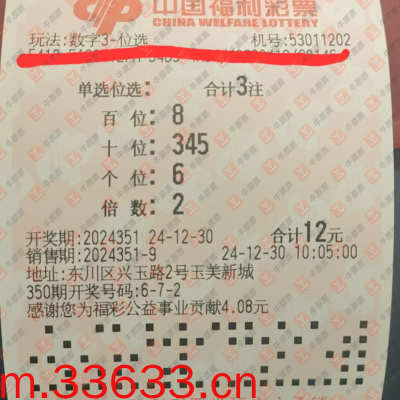 中国福利彩票
CHINA WELFARE LOTTERY
玩法:数字3-位选 机号:53011202
单选位选: 合计3注
百位: 8
十位: 345
个位: 6
倍数: 2
开奖期:2024351 24-12-30 合计12元
销售期:2024351-9 24-12-30 10:05:00
地址:东川区兴玉路2号玉美新城
350期开奖号码:6-7-2
感谢您为福彩公益事业贡献4.08元
m.33633.cn